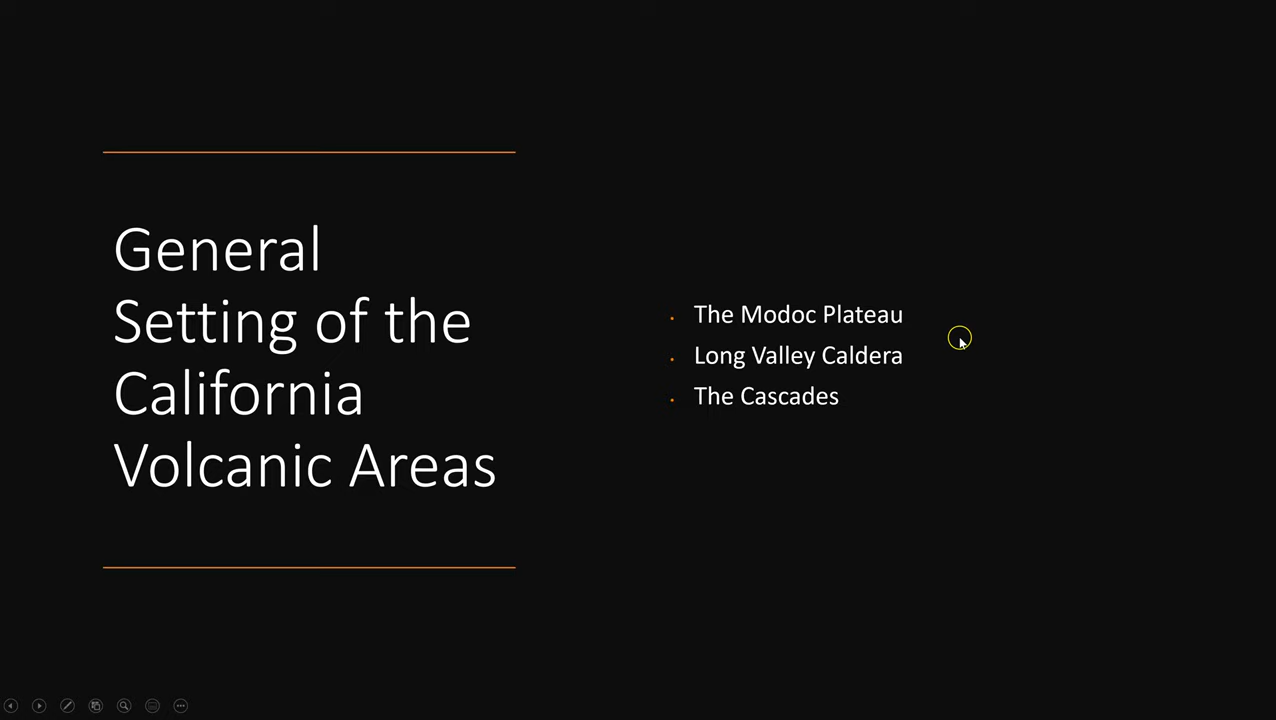 General
Setting of the
California
Volcanic Areas
• The Modoc Plateau
• Long Valley Caldera
• The Cascades